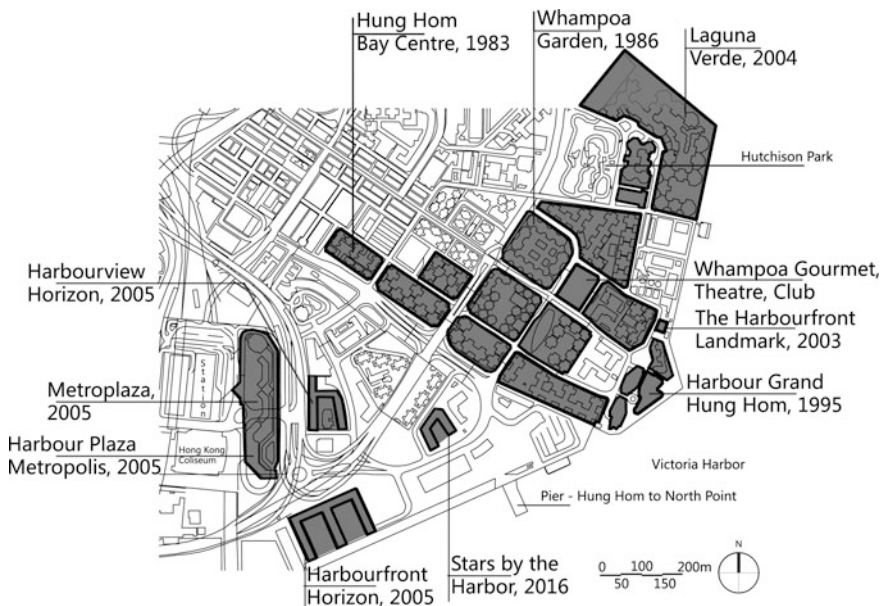 Hung Hom
Bay Centre, 1983
Whampoa
Garden, 1986
Laguna
Verde, 2004
Hutchison Park
Harbourview
Horizon, 2005
Whampoa Gourmet,
Theatre, Club
The Harbourfront
Landmark, 2003
Station
Metroplaza,
2005
Harbour Grand
Hung Hom, 1995
Harbour Plaza
Metropolis, 2005
Hong Kong
Coliseum
Victoria Harbor
Pier - Hung Hom to North Point
Harbourfront
Horizon, 2005
Stars by the
Harbor, 2016
0 100 200m
50 150
N